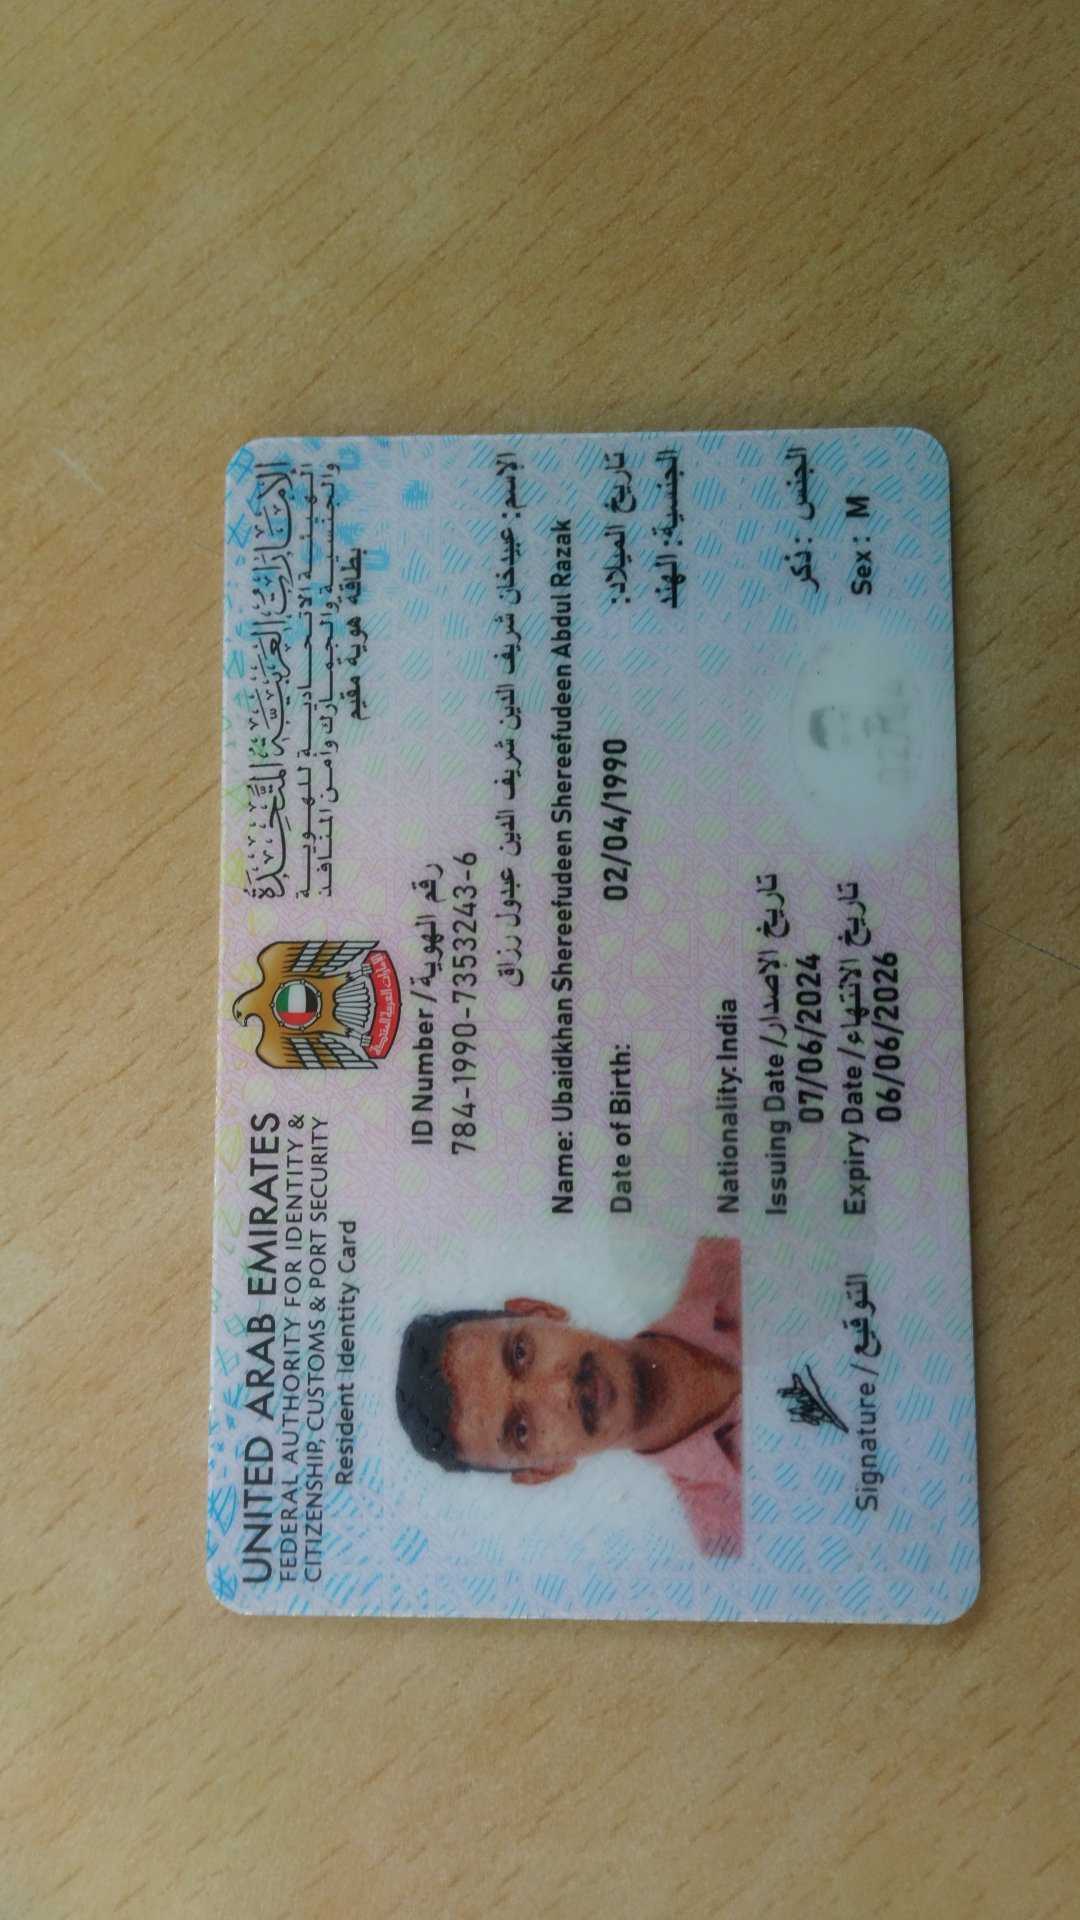 UNITED ARAB EMIRATES
FEDERAL AUTHORITY FOR IDENTITY &
CITIZENSHIP, CUSTOMS & PORT SECURITY
Resident Identity Card
الإمارات العربية المتحدة
الهيئة الاتحادية للهوية
والجنسية والجمارك وأمن المنافذ
بطاقة هوية مقيم
الإمارات العربية المتحدة
ID Number / رقم الهوية
784-1990-7353243-6
الإسم: عبيدخان شريف الدين شريف الدين عبدول رزاق
Name: Ubaidkhan Shereefudeen Shereefudeen Abdul Razak
Date of Birth: 02/04/1990 تاريخ الميلاد:
الجنسية: الهند
Nationality: India
Issuing Date / تاريخ الإصدار
07/06/2024
الجنس: ذكر
Expiry Date / تاريخ الانتهاء
06/06/2026
Sex: M
Signature / التوقيع